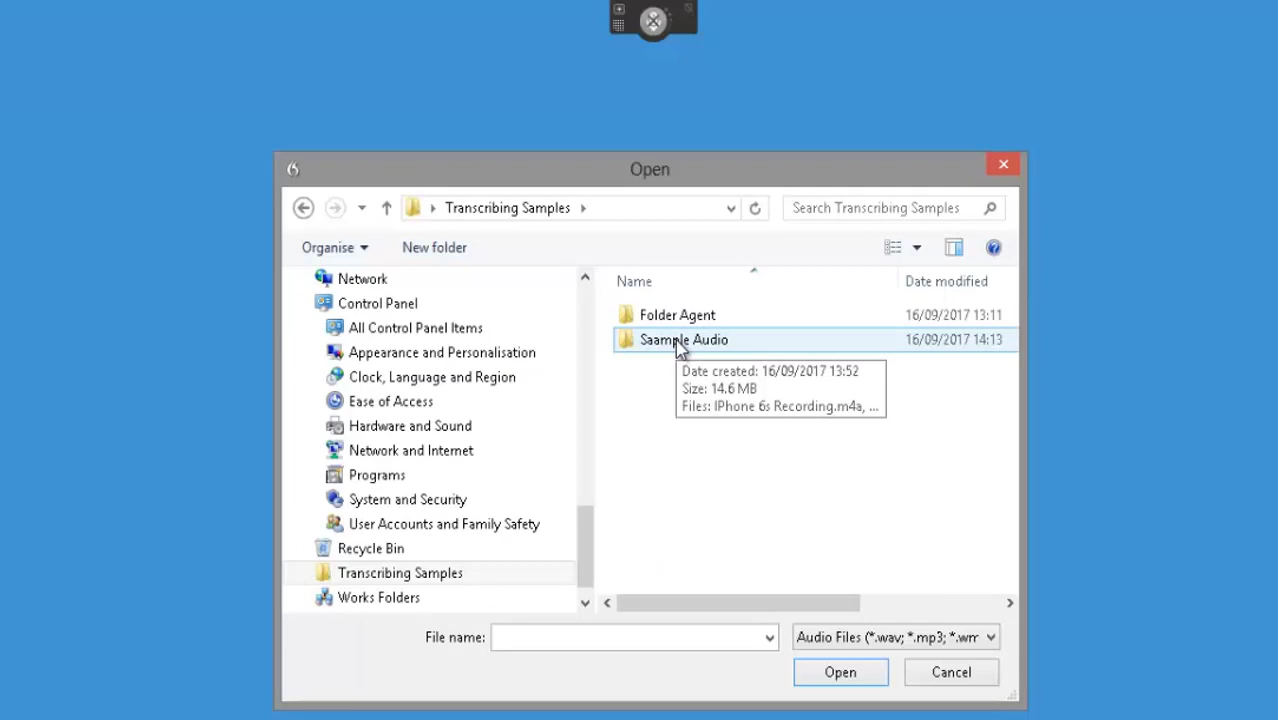 Open
Transcribing Samples
Search Transcribing Samples
Organise
New folder
Network
Control Panel
All Control Panel Items
Appearance and Personalisation
Clock, Language and Region
Ease of Access
Hardware and Sound
Network and Internet
Programs
System and Security
User Accounts and Family Safety
Recycle Bin
Transcribing Samples
Works Folders
Name Date modified
Folder Agent 16/09/2017 13:11
Saample Audio 16/09/2017 14:13
Date created: 16/09/2017 13:52
Size: 14.6 MB
Files: IPhone 6s Recording.m4a, ...
File name: Audio Files (*.wav; *.mp3; *.wm
Open Cancel